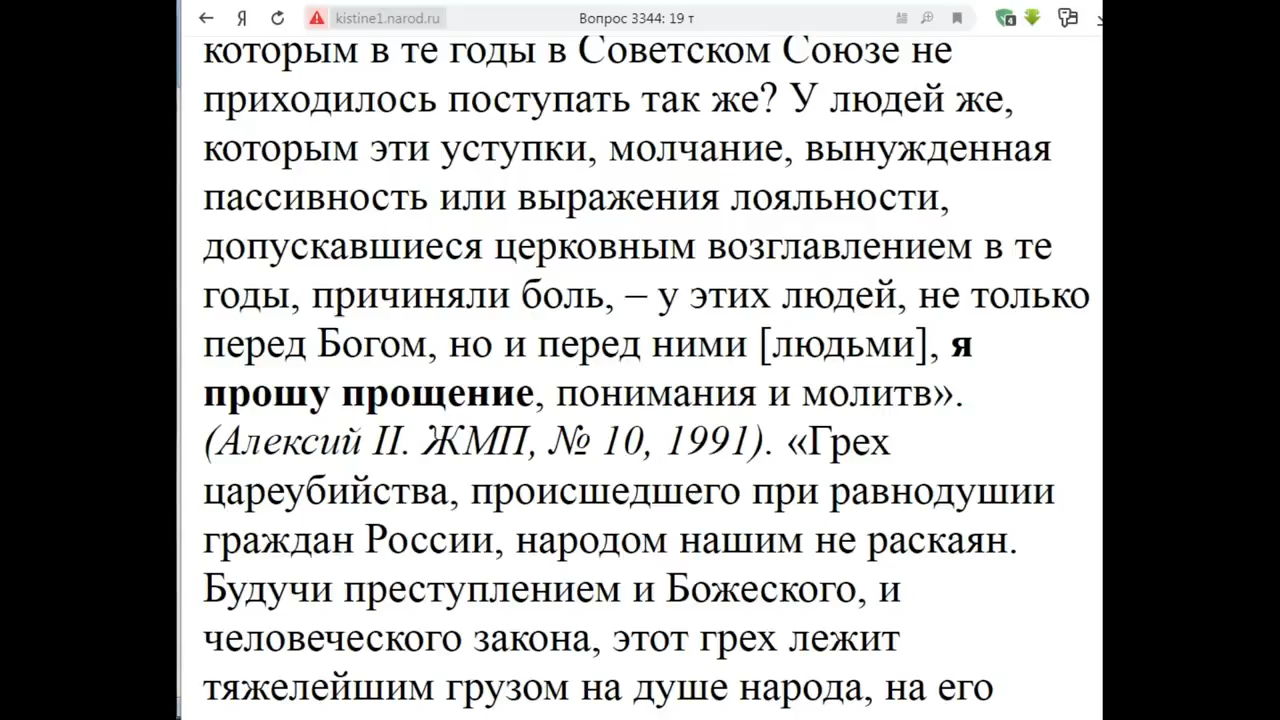 Я kistine1.narod.ru Вопрос 3344: 19 т 4
которым в те годы в Советском Союзе не
приходилось поступать так же? У людей же,
которым эти уступки, молчание, вынужденная
пассивность или выражения лояльности,
допускавшиеся церковным возглавлением в те
годы, причиняли боль, – у этих людей, не только
перед Богом, но и перед ними [людьми], я
прошу прощение, понимания и молитв».
(Алексий II. ЖМП, № 10, 1991). «Грех
цареубийства, происшедшего при равнодушии
граждан России, народом нашим не раскаян.
Будучи преступлением и Божеского, и
человеческого закона, этот грех лежит
тяжелейшим грузом на душе народа, на его